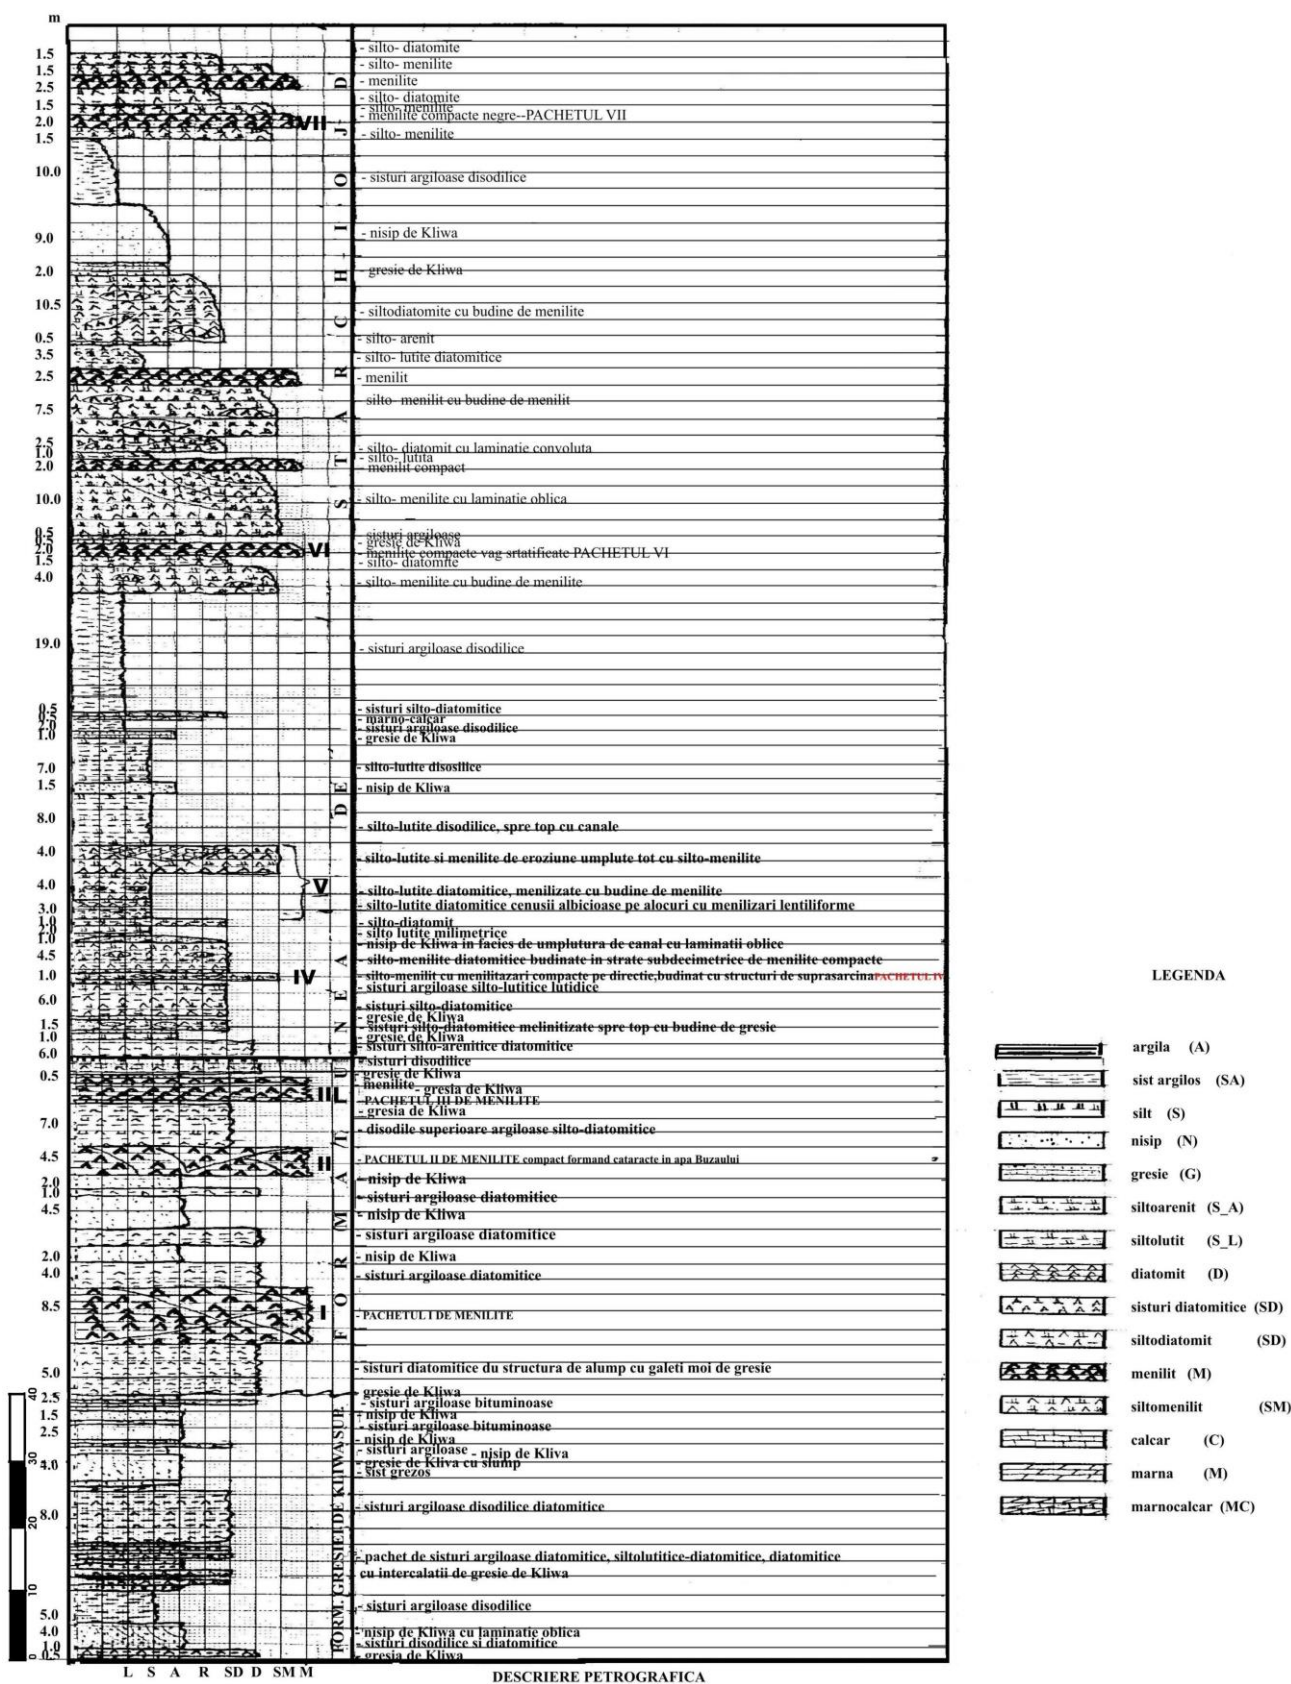 m
1.5 - silto- diatomite
1.5 - silto- menilite
2.5 - menilite
- silto- diatomite
1.5 - silto- menilite
2.0 VII - menilite compacte negre--PACHETUL VII
1.5 - silto- menilite
10.0 - sisturi argiloase disodilice
9.0 - nisip de Kliwa
2.0 - gresie de Kliwa
10.5 - siltodiatomite cu budine de menilite
0.5 - silto- arenit
3.5 - silto- lutite diatomitice
2.5 - menilit
7.5 - silto- menilit cu budine de menilit
2.5 - silto- diatomit cu laminatie convoluta
1.0 - silto- lutita
2.0 - menilit compact
10.0 - silto- menilite cu laminatie oblica
0.5 - sisturi argiloase
0.5 - gresie de Kliwa
2.0 VI - menilite compacte vag srtatificate PACHETUL VI
1.5 - silto- diatomite
4.0 - silto- menilite cu budine de menilite
19.0 - sisturi argiloase disodilice
0.5 - sisturi silto-diatomitice
0.5 - marno-calcar
2.0 - sisturi argiloase disodilice
1.0 - gresie de Kliwa
7.0 - silto-lutite disosilice
1.5 - nisip de Kliwa
8.0 - silto-lutite disodilice, spre top cu canale
4.0 - silto-lutite si menilite de eroziune umplute tot cu silto-menilite
V
4.0 - silto-lutite diatomitice, menilizate cu budine de menilite
3.0 - silto-lutite diatomitice cenusii albicioase pe alocuri cu menilizari lentiliforme
1.0 - silto-diatomit
2.0 - silto lutite milimetrice
1.0 - nisip de Kliwa in facies de umplutura de canal cu laminatii oblice
4.5 - silto-menilite diatomitice budinate in strate subdecimetrice de menilite compacte
1.0 IV - silto-menilit cu menilitazari compacte pe directie,budinat cu structuri de suprasarcina PACHETUL IV
- sisturi argiloase silto-lutitice lutidice
6.0 - sisturi silto-diatomitice
- gresie de Kliwa
1.5 - sisturi silto-diatomitice melinitizate spre top cu budine de gresie
1.0 - gresie de Kliwa
6.0 - sisturi silto-arenitice diatomitice
- sisturi disodilice
0.5 - gresie de Kliwa
menilite - gresia de Kliwa
III -PACHETUL III DE MENILITE
- gresia de Kliwa
7.0 - disodile superioare argiloase silto-diatomitice
4.5 II - PACHETUL II DE MENILITE compact formand cataracte in apa Buzaului
2.0 - nisip de Kliwa
1.0 - sisturi argiloase diatomitice
4.5 - nisip de Kliwa
- sisturi argiloase diatomitice
2.0 - nisip de Kliwa
4.0 - sisturi argiloase diatomitice
8.5 I - PACHETUL I DE MENILITE
5.0 - sisturi diatomitice du structura de alump cu galeti moi de gresie
- gresie de Kliwa
2.5 - sisturi argiloase bituminoase
1.5 - nisip de Kliwa
2.5 - sisturi argiloase bituminoase
- nisip de Kliwa
- sisturi argiloase - nisip de Kliva
4.0 - gresie de Kliva cu slump
- sist grezos
8.0 - sisturi argiloase disodilice diatomitice
- pachet de sisturi argiloase diatomitice, siltolutitice-diatomitice, diatomitice
cu intercalatii de gresie de Kliwa
5.0 - sisturi argiloase disodilice
4.0 - nisip de Kliwa cu laminatie oblica
1.0 - sisturi disodilice si diatomitice
0.5 - gresia de Kliwa
FORMATIUNEA DE STARCHIOJD
FORM. GRESIEI DE KLIWA SUP.
40
30
20
10
0
L S A R SD D SM M
DESCRIERE PETROGRAFICA
LEGENDA
argila (A)
sist argilos (SA)
silt (S)
nisip (N)
gresie (G)
siltoarenit (S_A)
siltolutit (S_L)
diatomit (D)
sisturi diatomitice (SD)
siltodiatomit (SD)
menilit (M)
siltomenilit (SM)
calcar (C)
marna (M)
marnocalcar (MC)